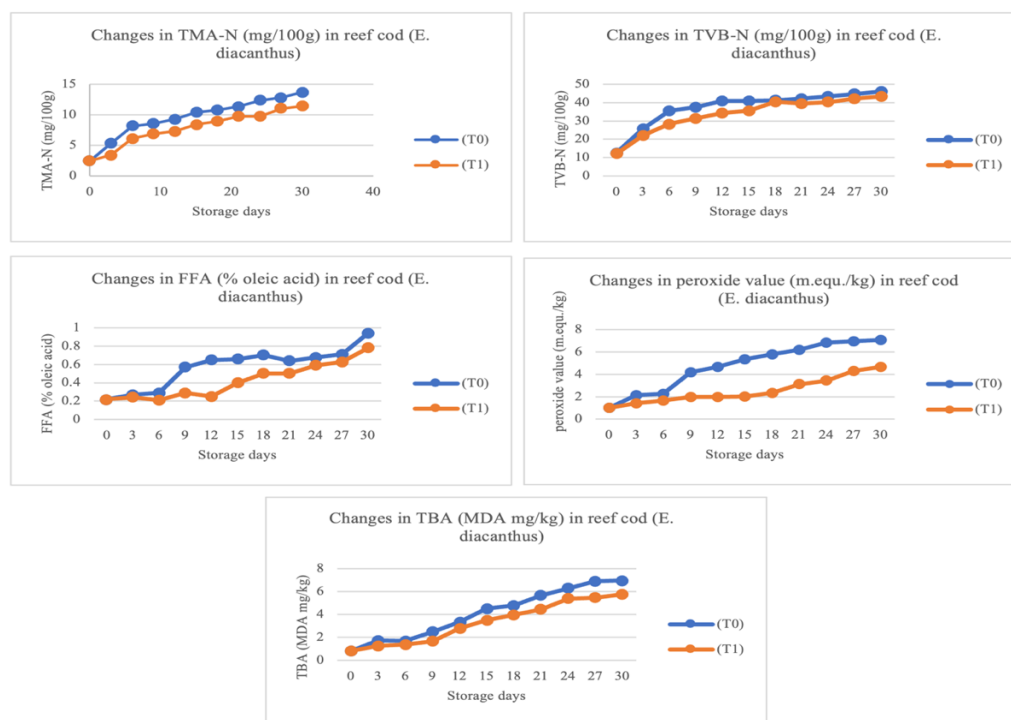 Changes in TMA-N (mg/100g) in reef cod (E.
diacanthus)
TMA-N (mg/100g)
15
10
5
0
0 10 20 30 40
Storage days
(T0)
(T1)
Changes in TVB-N (mg/100g) in reef cod (E.
diacanthus)
TVB-N (mg/100g)
50
40
30
20
10
0
0 3 6 9 12 15 18 21 24 27 30
Storage days
(T0)
(T1)
Changes in FFA (% oleic acid) in reef cod (E.
diacanthus)
FFA (% oleic acid)
1
0.8
0.6
0.4
0.2
0
0 3 6 9 12 15 18 21 24 27 30
Storage days
(T0)
(T1)
Changes in peroxide value (m.equ./kg) in reef cod
(E. diacanthus)
peroxide value (m.equ./kg)
8
6
4
2
0
0 3 6 9 12 15 18 21 24 27 30
Storage days
(T0)
(T1)
Changes in TBA (MDA mg/kg) in reef cod (E.
diacanthus)
TBA (MDA mg/kg)
8
6
4
2
0
0 3 6 9 12 15 18 21 24 27 30
Storage days
(T0)
(T1)